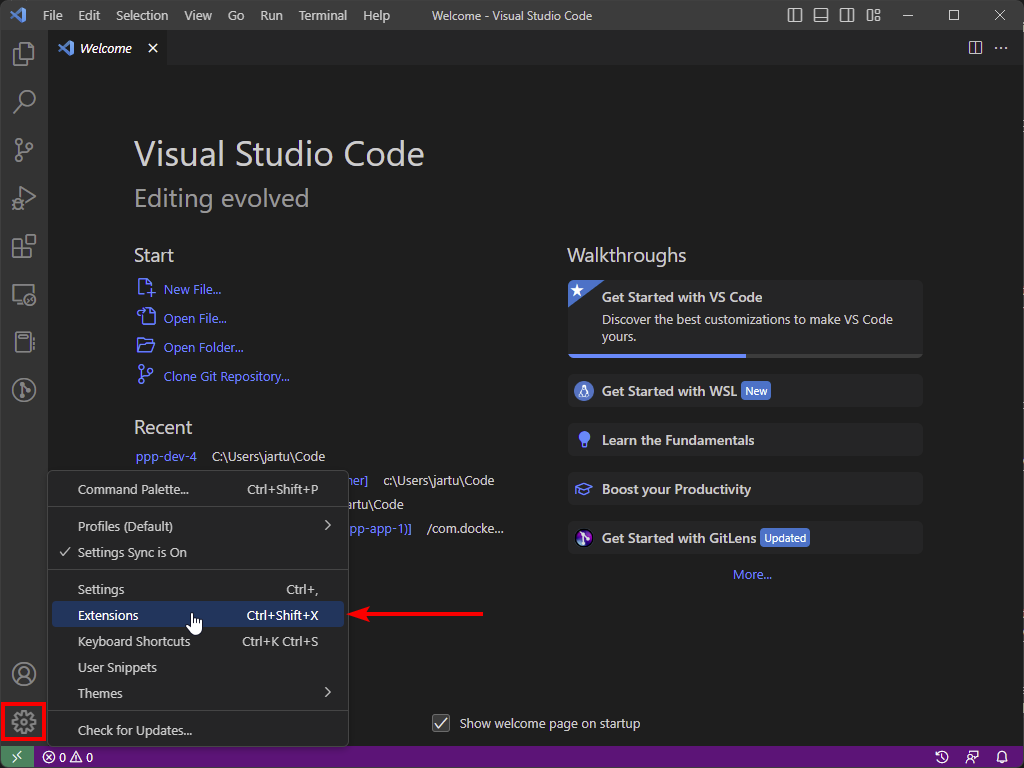 File Edit Selection View Go Run Terminal Help Welcome - Visual Studio Code
Welcome
Visual Studio Code
Editing evolved
Start
New File...
Open File...
Open Folder...
Clone Git Repository...
Recent
ppp-dev-4 C:\Users\jartu\Code
ner] c:\Users\jartu\Code
artu\Code
pp-app-1)] /com.docke...
Walkthroughs
Get Started with VS Code
Discover the best customizations to make VS Code
yours.
Get Started with WSL New
Learn the Fundamentals
Boost your Productivity
Get Started with GitLens Updated
More...
Command Palette... Ctrl+Shift+P
Profiles (Default)
Settings Sync is On
Settings Ctrl+,
Extensions Ctrl+Shift+X
Keyboard Shortcuts Ctrl+K Ctrl+S
User Snippets
Themes
Check for Updates...
Show welcome page on startup
0 0